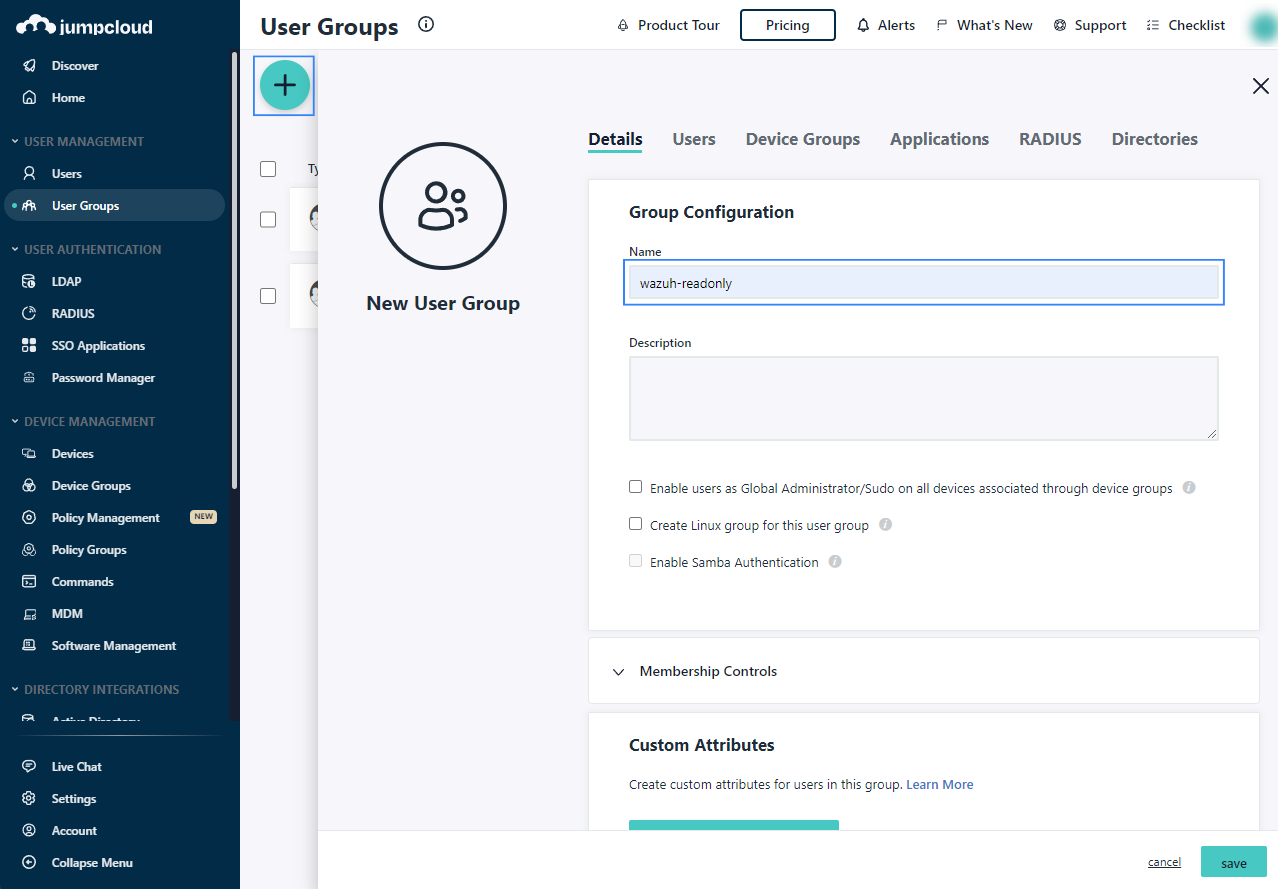 jumpcloud
User Groups
Product Tour
Pricing
Alerts
What's New
Support
Checklist
Discover
Home
USER MANAGEMENT
Users
User Groups
USER AUTHENTICATION
LDAP
RADIUS
SSO Applications
Password Manager
DEVICE MANAGEMENT
Devices
Device Groups
Policy Management NEW
Policy Groups
Commands
MDM
Software Management
DIRECTORY INTEGRATIONS
Active Directory
Live Chat
Settings
Account
Collapse Menu
Ty
New User Group
Details Users Device Groups Applications RADIUS Directories
Group Configuration
Name
wazuh-readonly
Description
Enable users as Global Administrator/Sudo on all devices associated through device groups
Create Linux group for this user group
Enable Samba Authentication
Membership Controls
Custom Attributes
Create custom attributes for users in this group. Learn More
cancel
save